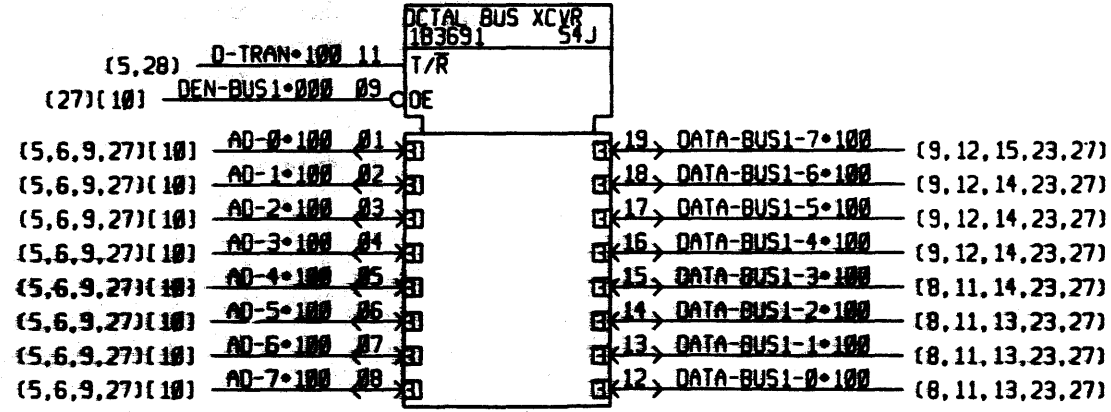 OCTAL BUS XCVR
1B3691 54J
(5,28) D-TRAN•100 11 T/R̅
(27)[10] DEN-BUS1•000 09 OE
(5,6,9,27)[10] AD-0•100 01 19 DATA-BUS1-7•100 (9,12,15,23,27)
(5,6,9,27)[10] AD-1•100 02 18 DATA-BUS1-6•100 (9,12,14,23,27)
(5,6,9,27)[10] AD-2•100 03 17 DATA-BUS1-5•100 (9,12,14,23,27)
(5,6,9,27)[10] AD-3•100 04 16 DATA-BUS1-4•100 (9,12,14,23,27)
(5,6,9,27)[10] AD-4•100 05 15 DATA-BUS1-3•100 (8,11,14,23,27)
(5,6,9,27)[10] AD-5•100 06 14 DATA-BUS1-2•100 (8,11,13,23,27)
(5,6,9,27)[10] AD-6•100 07 13 DATA-BUS1-1•100 (8,11,13,23,27)
(5,6,9,27)[10] AD-7•100 08 12 DATA-BUS1-0•100 (8,11,13,23,27)